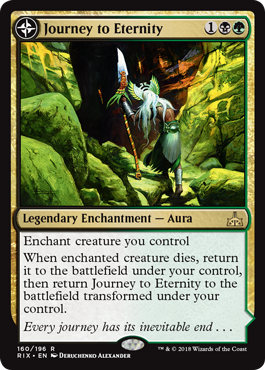 Journey to Eternity 1
Legendary Enchantment — Aura
Enchant creature you control
When enchanted creature dies, return
it to the battlefield under your control,
then return Journey to Eternity to the
battlefield transformed under your
control.
Every journey has its inevitable end . . .
160/196 R
RIX • EN DERUCHENKO ALEXANDER ™ & © 2018 Wizards of the Coast